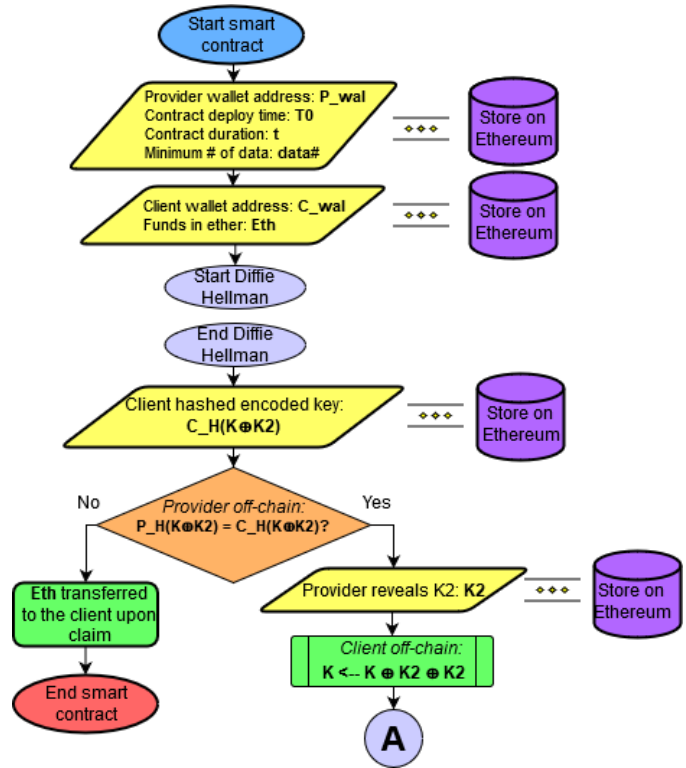 Start smart
contract
Provider wallet address: P_wal
Contract deploy time: T0
Contract duration: t
Minimum # of data: data#
Store on
Ethereum
Client wallet address: C_wal
Funds in ether: Eth
Store on
Ethereum
Start Diffie
Hellman
End Diffie
Hellman
Client hashed encoded key:
C_H(K⊕K2)
Store on
Ethereum
No
Provider off-chain:
P_H(K⊕K2) = C_H(K⊕K2)?
Yes
Eth transferred
to the client upon
claim
Provider reveals K2: K2
Store on
Ethereum
Client off-chain:
K <-- K ⊕ K2 ⊕ K2
End smart
contract
A